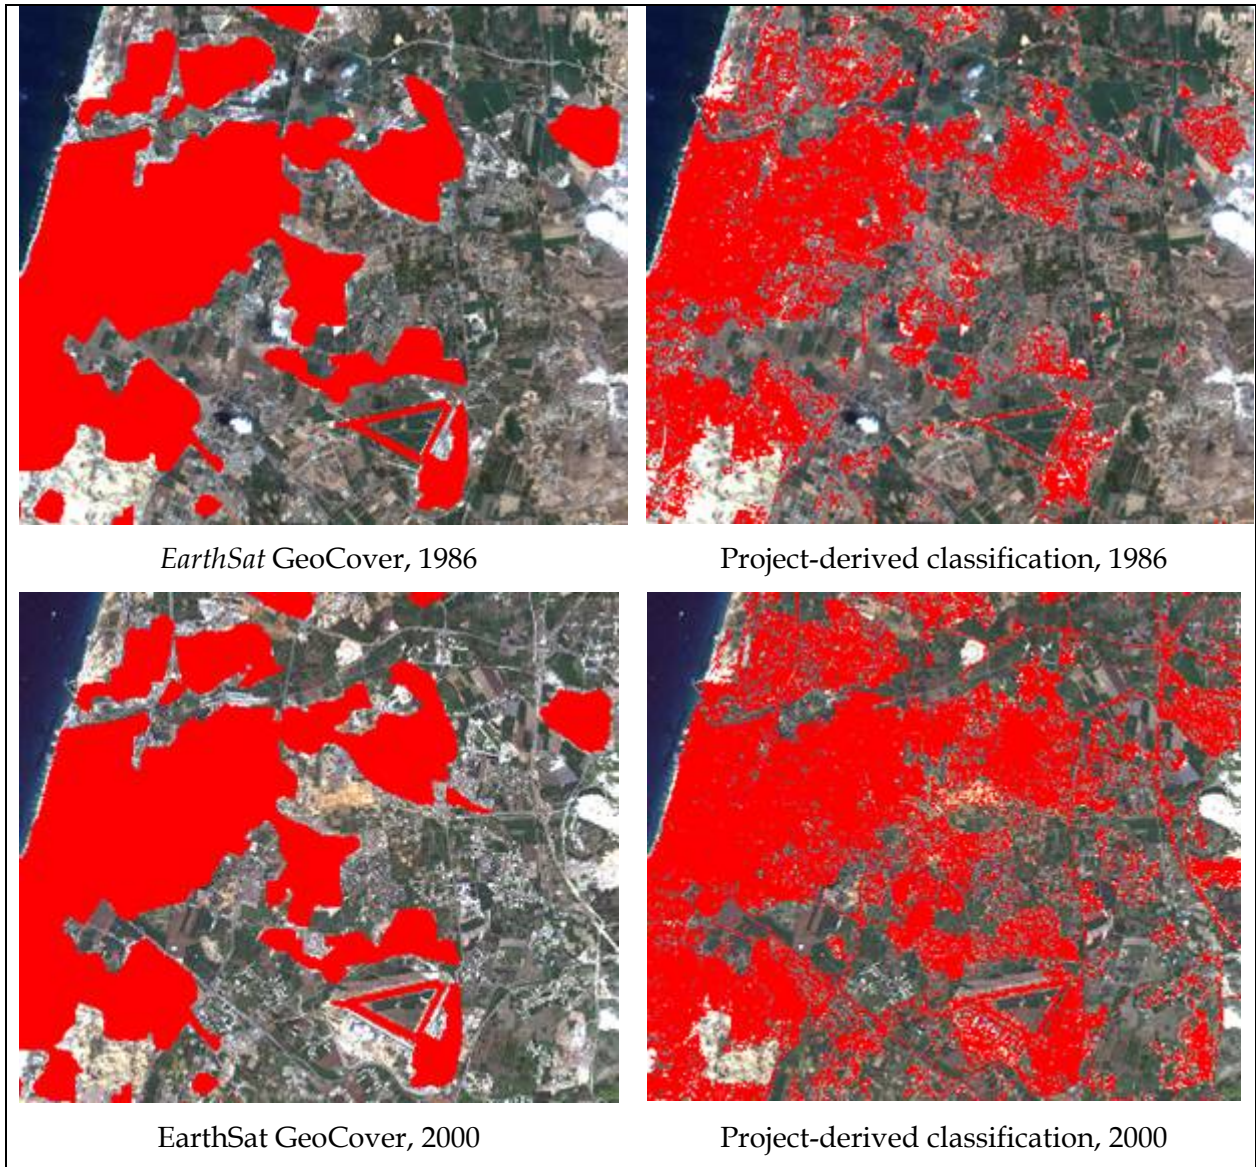 EarthSat GeoCover, 1986
Project-derived classification, 1986
EarthSat GeoCover, 2000
Project-derived classification, 2000